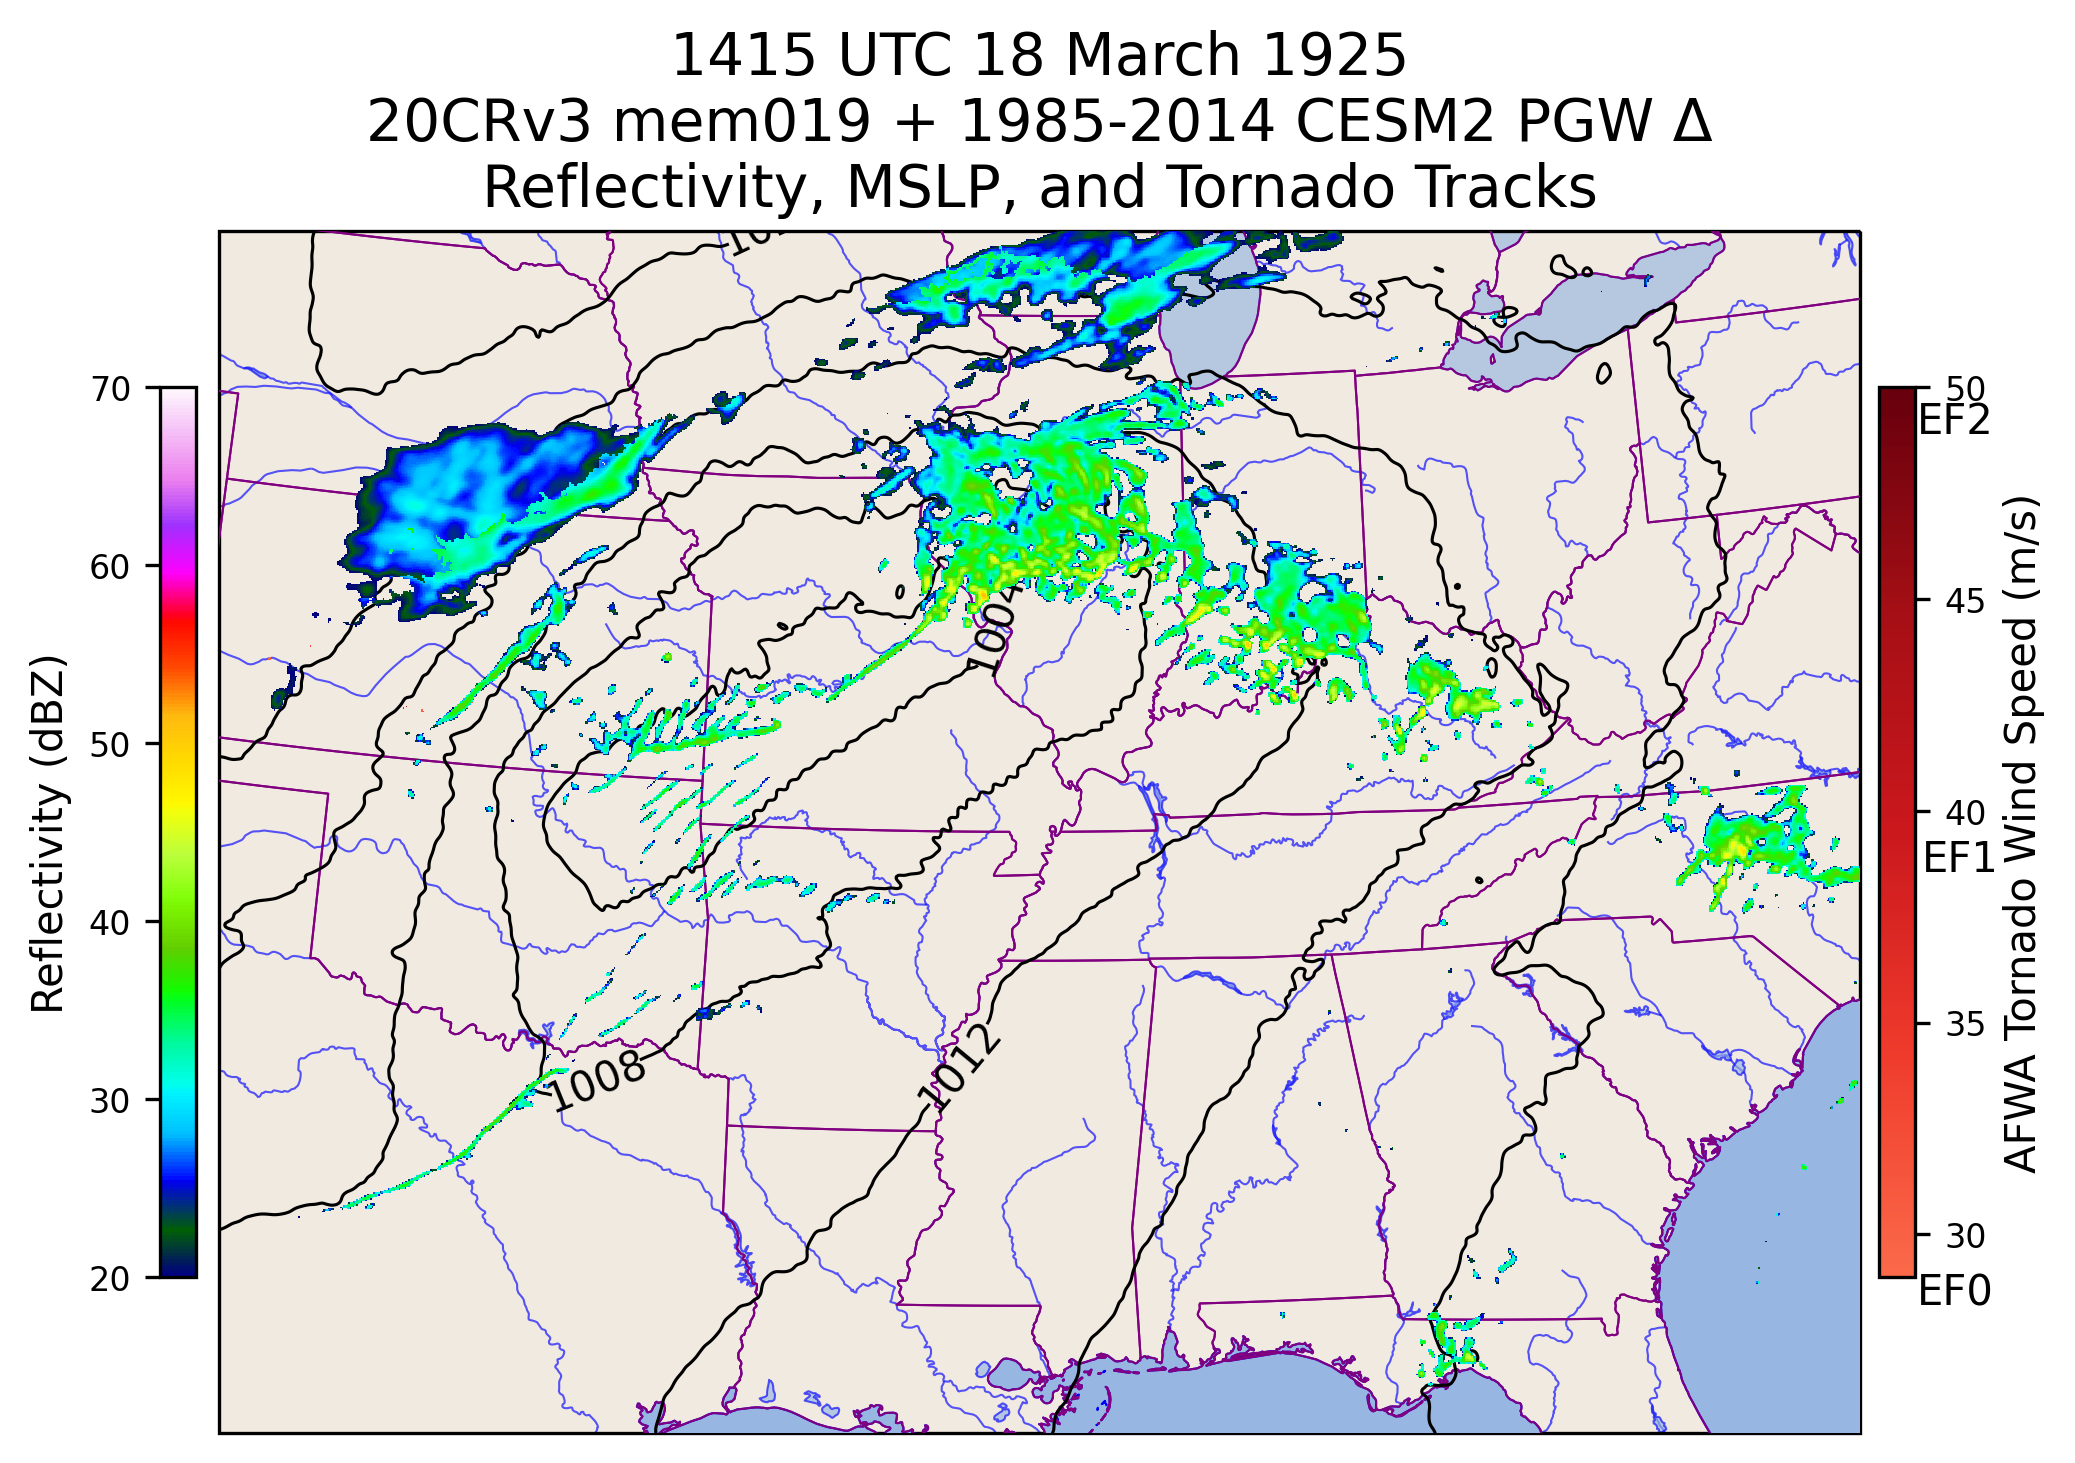 1415 UTC 18 March 1925
20CRv3 mem019 + 1985-2014 CESM2 PGW Δ
Reflectivity, MSLP, and Tornado Tracks
70
60
50
40
30
20
Reflectivity (dBZ)
1004
1008
1012
50
EF2
45
40
EF1
35
30
EF0
AFWA Tornado Wind Speed (m/s)